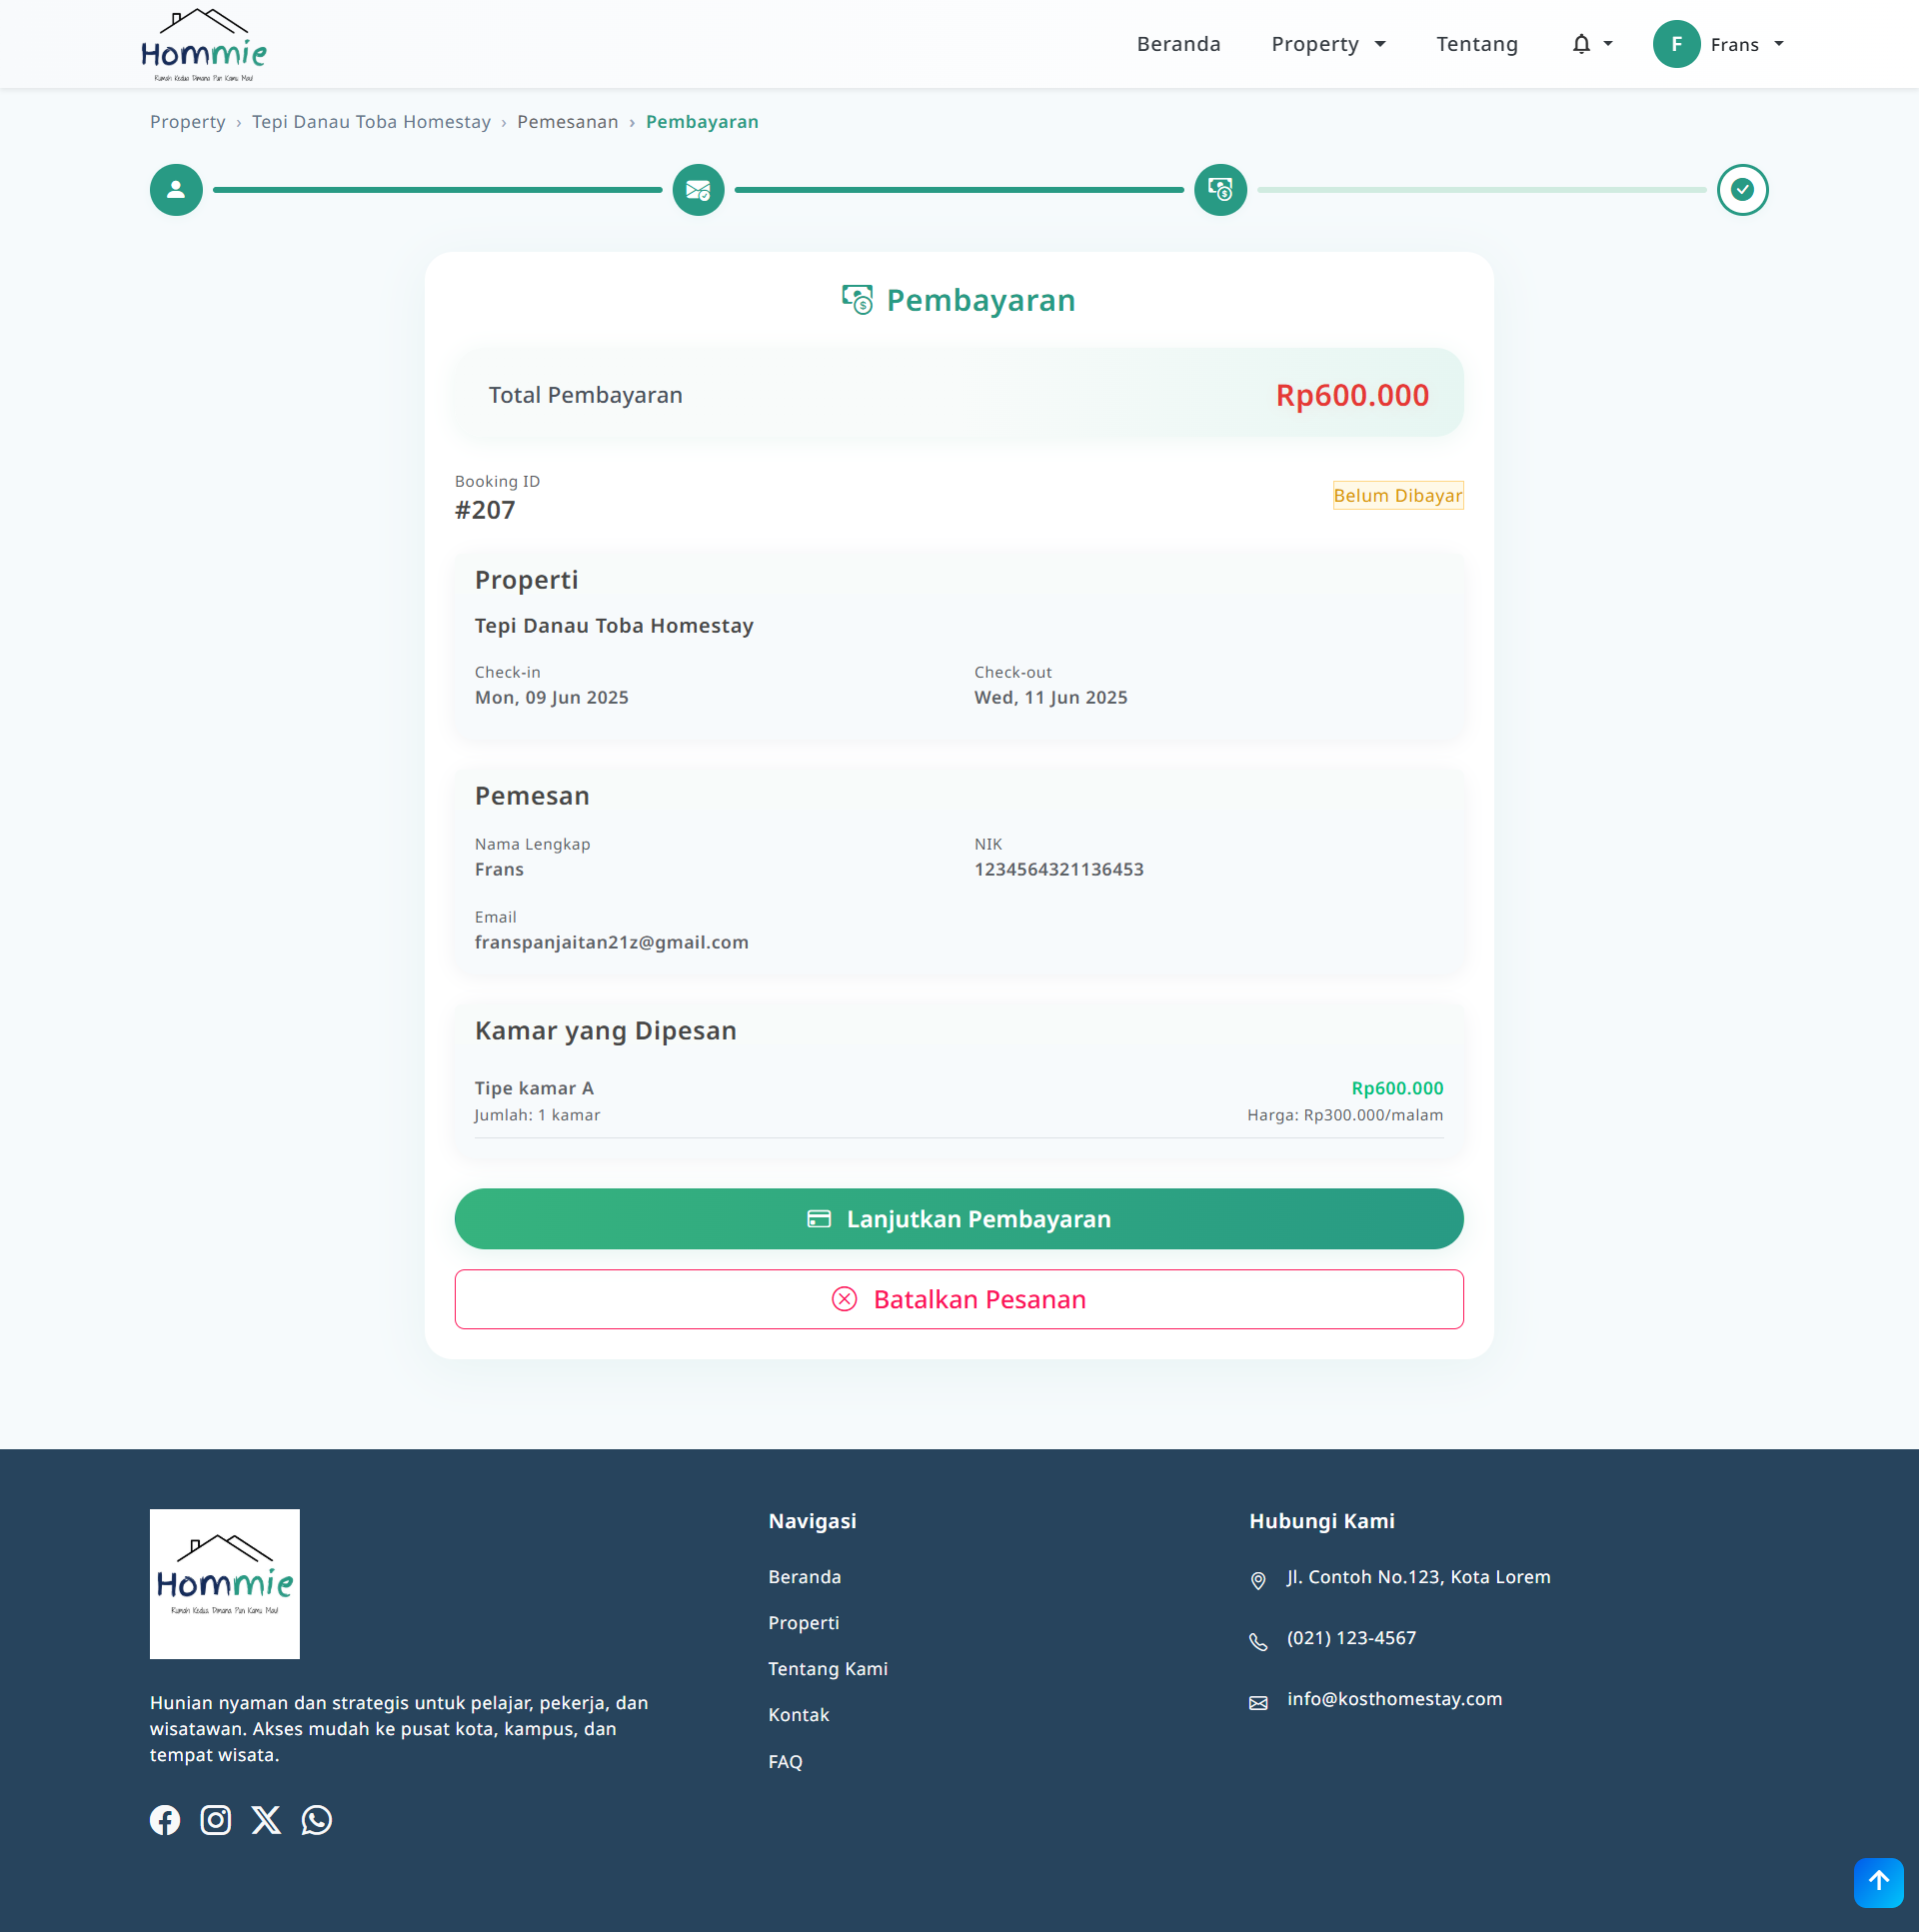 Hommie
Rumah Kedua Dimana Pun Kamu Mau!
Beranda
Property
Tentang
F
Frans
Property › Tepi Danau Toba Homestay › Pemesanan › Pembayaran
Pembayaran
Total Pembayaran
Rp600.000
Booking ID
#207
Belum Dibayar
Properti
Tepi Danau Toba Homestay
Check-in
Mon, 09 Jun 2025
Check-out
Wed, 11 Jun 2025
Pemesan
Nama Lengkap
Frans
NIK
1234564321136453
Email
franspanjaitan21z@gmail.com
Kamar yang Dipesan
Tipe kamar A
Rp600.000
Jumlah: 1 kamar
Harga: Rp300.000/malam
Lanjutkan Pembayaran
Batalkan Pesanan
Hommie
Rumah Kedua Dimana Pun Kamu Mau!
Hunian nyaman dan strategis untuk pelajar, pekerja, dan
wisatawan. Akses mudah ke pusat kota, kampus, dan
tempat wisata.
Navigasi
Beranda
Properti
Tentang Kami
Kontak
FAQ
Hubungi Kami
Jl. Contoh No.123, Kota Lorem
(021) 123-4567
info@kosthomestay.com